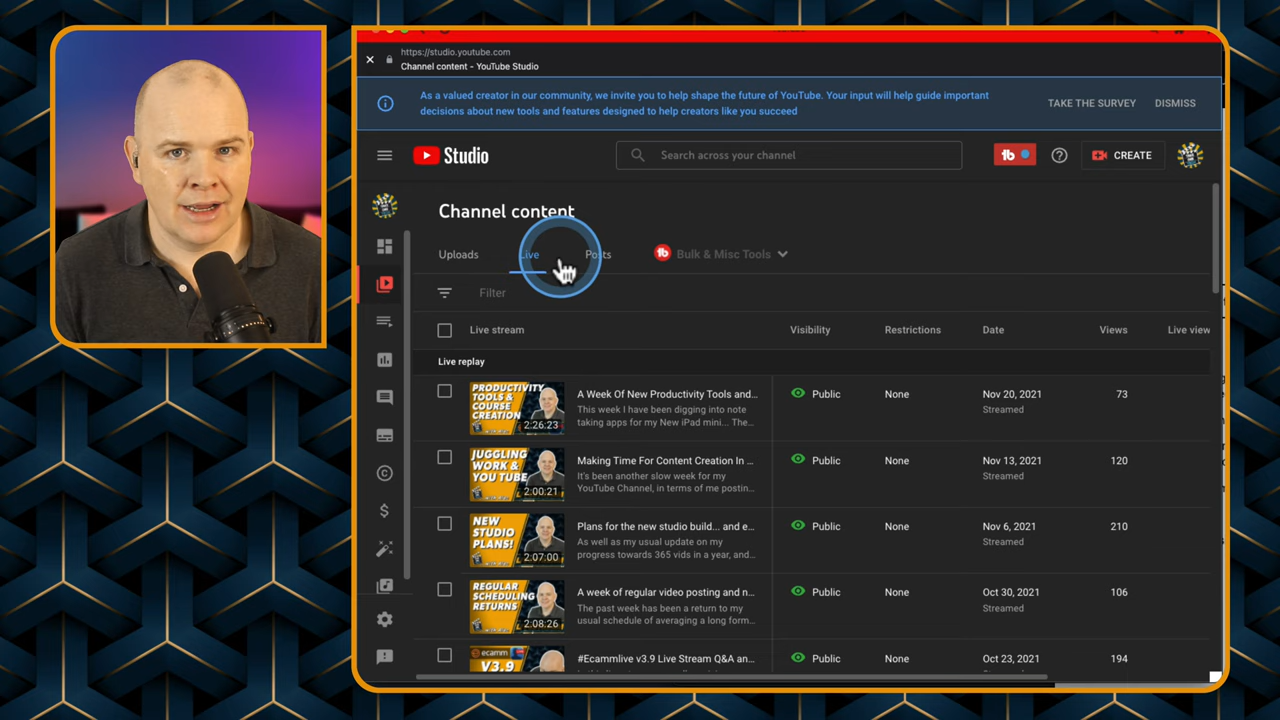 https://studio.youtube.com
Channel content - YouTube Studio
As a valued creator in our community, we invite you to help shape the future of YouTube. Your input will help guide important
decisions about new tools and features designed to help creators like you succeed
TAKE THE SURVEY
DISMISS
Studio
Search across your channel
tb
CREATE
Channel content
Uploads
Live
Posts
tb
Bulk & Misc Tools
Filter
Live stream
Visibility
Restrictions
Date
Views
Live view
Live replay
PRODUCTIVITY
TOOLS &
COURSE
CREATION
2:26:23
A Week Of New Productivity Tools and...
This week I have been digging into note
taking apps for my New iPad mini... The...
Public
None
Nov 20, 2021
Streamed
73
JUGGLING
WORK &
YOU TUBE
2:00:21
Making Time For Content Creation In ...
It's been another slow week for my
YouTube Channel, in terms of me postin...
Public
None
Nov 13, 2021
Streamed
120
NEW
STUDIO
PLANS!
2:07:00
Plans for the new studio build... and e...
As well as my usual update on my
progress towards 365 vids in a year, and...
Public
None
Nov 6, 2021
Streamed
210
REGULAR
SCHEDULING
RETURNS
2:08:26
A week of regular video posting and n...
The past week has been a return to my
usual schedule of averaging a long form...
Public
None
Oct 30, 2021
Streamed
106
ecamm
V3.9
#Ecammlive v3.9 Live Stream Q&A an...
Public
None
Oct 23, 2021
194